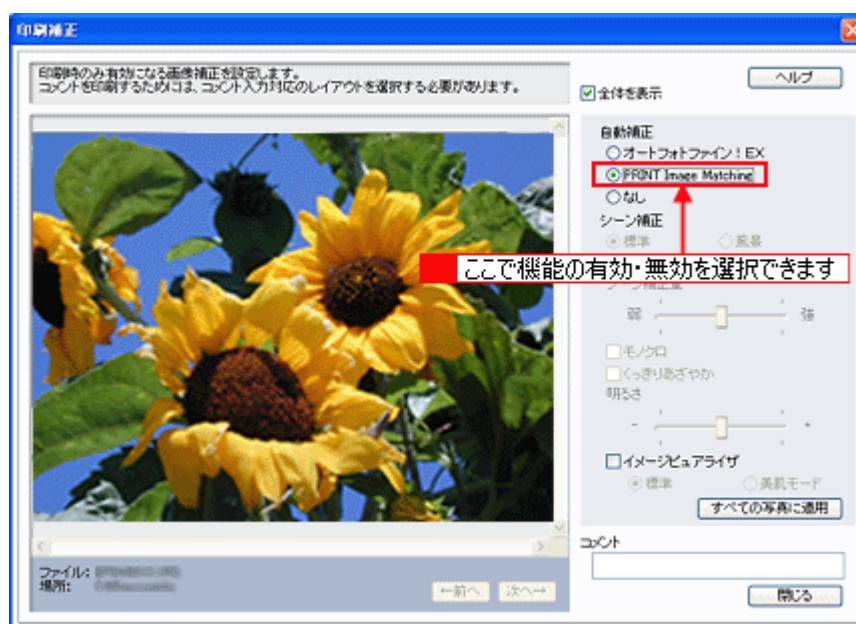 印刷補正
印刷時のみ有効になる画像補正を設定します。
コメントを印刷するためには、コメント入力対応のレイアウトを選択する必要があります。
ヘルプ
全体を表示
自動補正
オートフォトファイン!EX
PRINT Image Matching
なし
シーン補正
標準 風景
ここで機能の有効・無効を選択できます
シーン補正量
弱 強
モノクロ
くっきりあざやか
明るさ
- +
イメージピュアライザ
標準 美肌モード
すべての写真に適用
コメント
ファイル:
場所:
←前へ 次へ→
閉じる